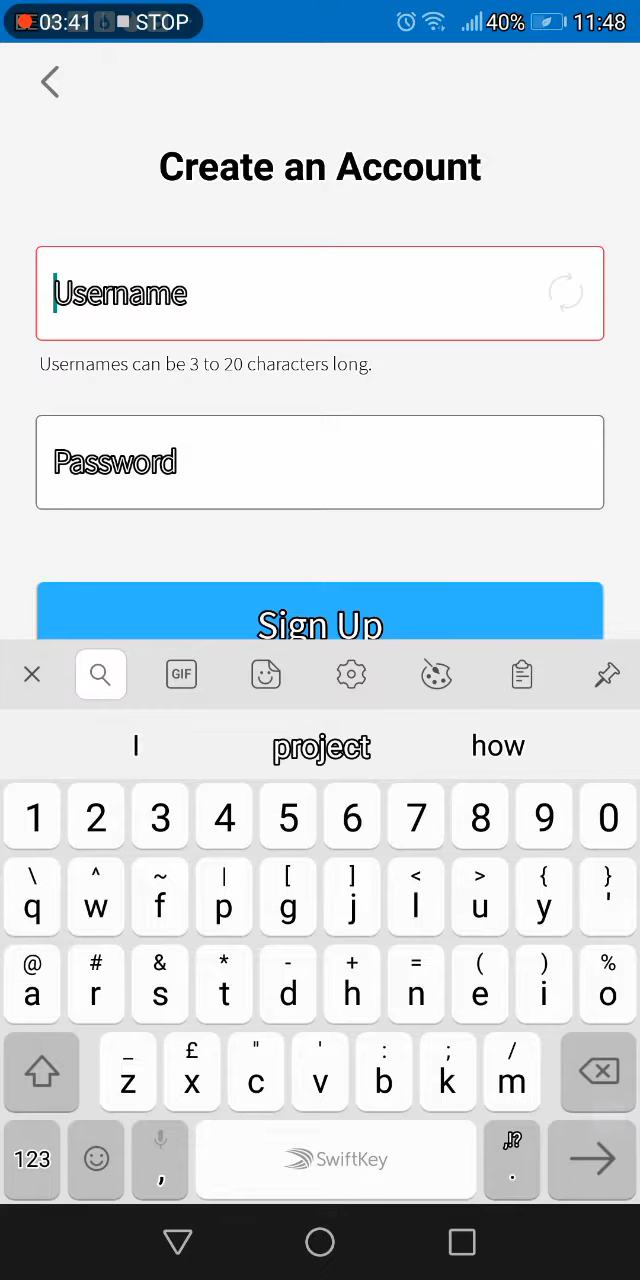 03:41 STOP 40% 11:48
Create an Account
Username
Usernames can be 3 to 20 characters long.
Password
Sign Up
GIF
I project how
1 2 3 4 5 6 7 8 9 0
\ ^ ~ | [ ] < > { }
q w f p g j l u y '
@ # & * - + = ( ) %
a r s t d h n e i o
_ £ " ' : ; /
z x c v b k m
,!?
123 , SwiftKey .